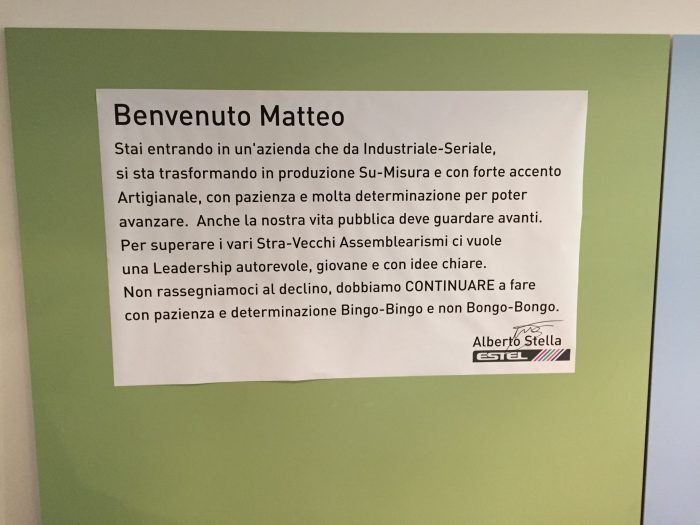 Benvenuto Matteo
Stai entrando in un'azienda che da Industriale-Seriale,
si sta trasformando in produzione Su-Misura e con forte accento
Artigianale, con pazienza e molta determinazione per poter
avanzare. Anche la nostra vita pubblica deve guardare avanti.
Per superare i vari Stra-Vecchi Assemblearismi ci vuole
una Leadership autorevole, giovane e con idee chiare.
Non rassegniamoci al declino, dobbiamo CONTINUARE a fare
con pazienza e determinazione Bingo-Bingo e non Bongo-Bongo.
Alberto Stella
ESTEL